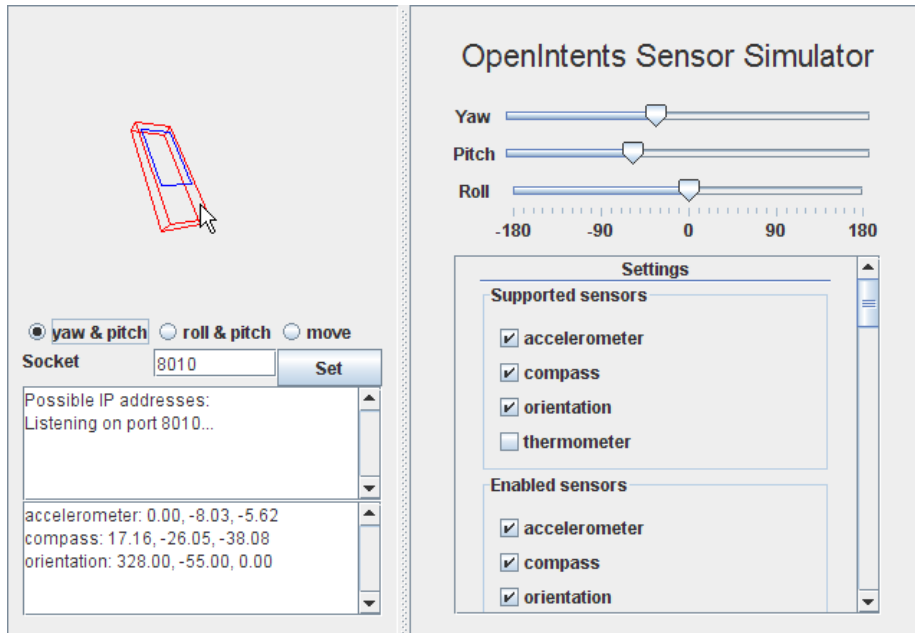 OpenIntents Sensor Simulator
Yaw
Pitch
Roll
-180 -90 0 90 180
yaw & pitch roll & pitch move
Socket 8010 Set
Possible IP addresses:
Listening on port 8010...
accelerometer: 0.00, -8.03, -5.62
compass: 17.16, -26.05, -38.08
orientation: 328.00, -55.00, 0.00
Settings
Supported sensors
accelerometer
compass
orientation
thermometer
Enabled sensors
accelerometer
compass
orientation